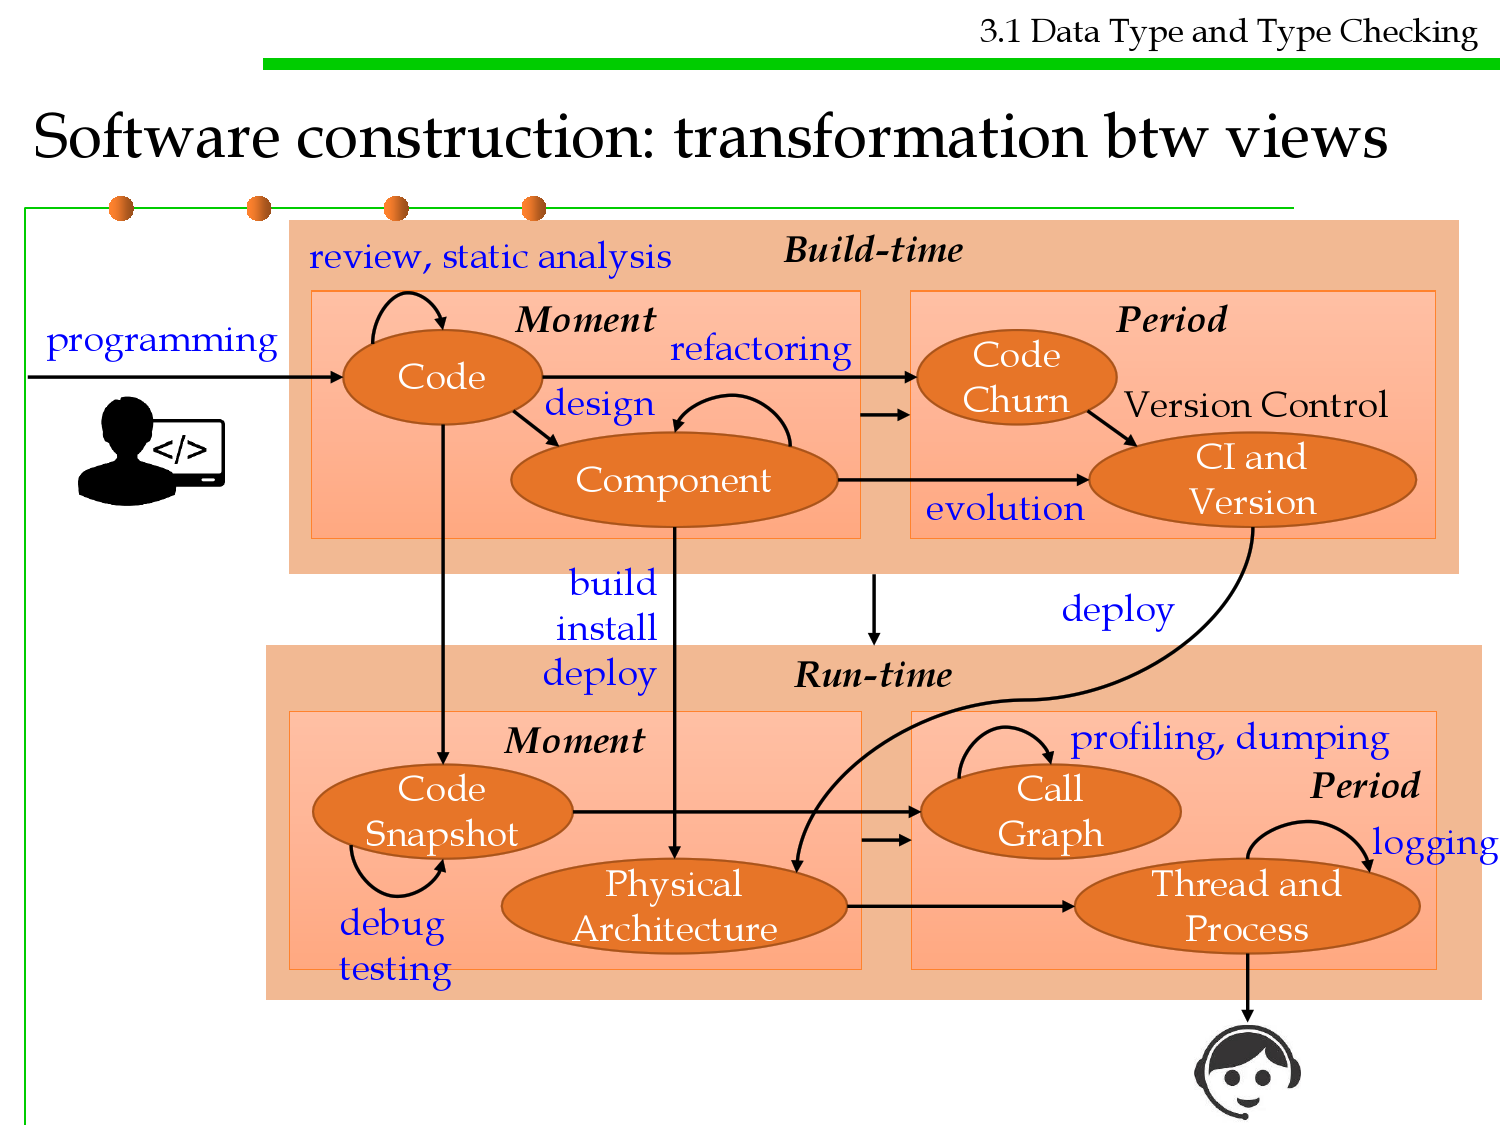 3.1 Data Type and Type Checking
Software construction: transformation btw views
review, static analysis
Build-time
Moment
Period
programming
refactoring
Code
Code
Churn
design
Version Control
</>
Component
CI and
Version
evolution
build
install
deploy
deploy
Run-time
Moment
profiling, dumping
Period
Code
Snapshot
Call
Graph
logging
Physical
Architecture
Thread and
Process
debug
testing